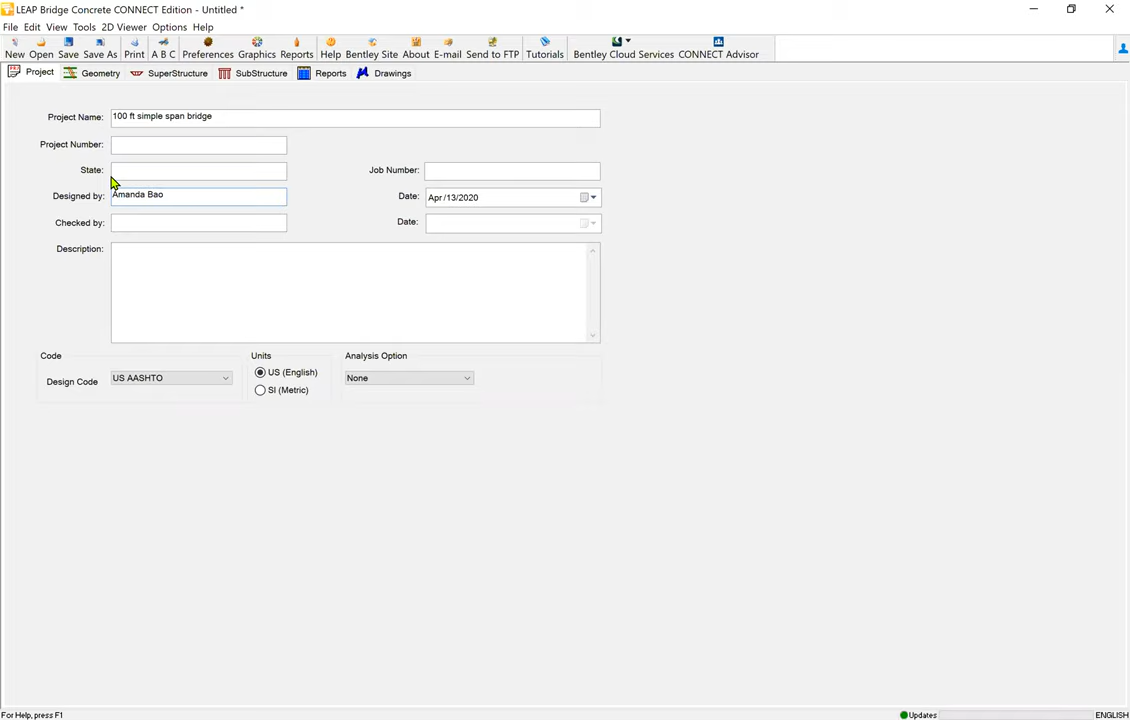 LEAP Bridge Concrete CONNECT Edition - Untitled *
File Edit View Tools 2D Viewer Options Help
New Open Save Save As Print A B C Preferences Graphics Reports Help Bentley Site About E-mail Send to FTP Tutorials Bentley Cloud Services CONNECT Advisor
Project Geometry SuperStructure SubStructure Reports Drawings
Project Name: 100 ft simple span bridge
Project Number:
State: Job Number:
Designed by: Amanda Bao Date: Apr /13/2020
Checked by: Date:
Description:
Code Units Analysis Option
Design Code US AASHTO US (English) None
SI (Metric)
For Help, press F1 Updates ENGLISH